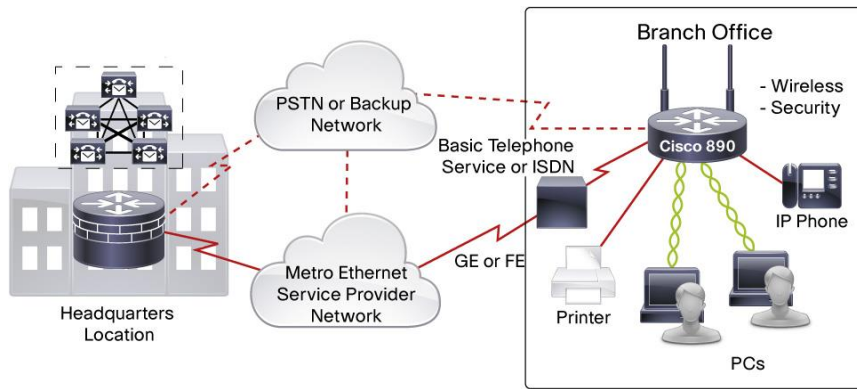 Branch Office
- Wireless
- Security
PSTN or Backup
Network
Basic Telephone
Service or ISDN
Cisco 890
IP Phone
GE or FE
Metro Ethernet
Service Provider
Network
Printer
Headquarters
Location
PCs